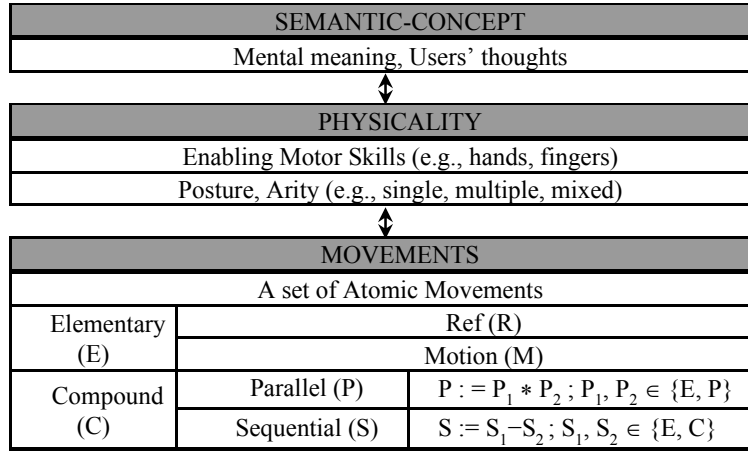 SEMANTIC-CONCEPT
Mental meaning, Users’ thoughts
PHYSICALITY
Enabling Motor Skills (e.g., hands, fingers)
Posture, Arity (e.g., single, multiple, mixed)
MOVEMENTS
A set of Atomic Movements
Elementary
(E)
Ref (R)
Motion (M)
Compound
(C)
Parallel (P)
P : = P₁ * P₂ ; P₁, P₂ ∈ {E, P}
Sequential (S)
S := S₁–S₂ ; S₁, S₂ ∈ {E, C}